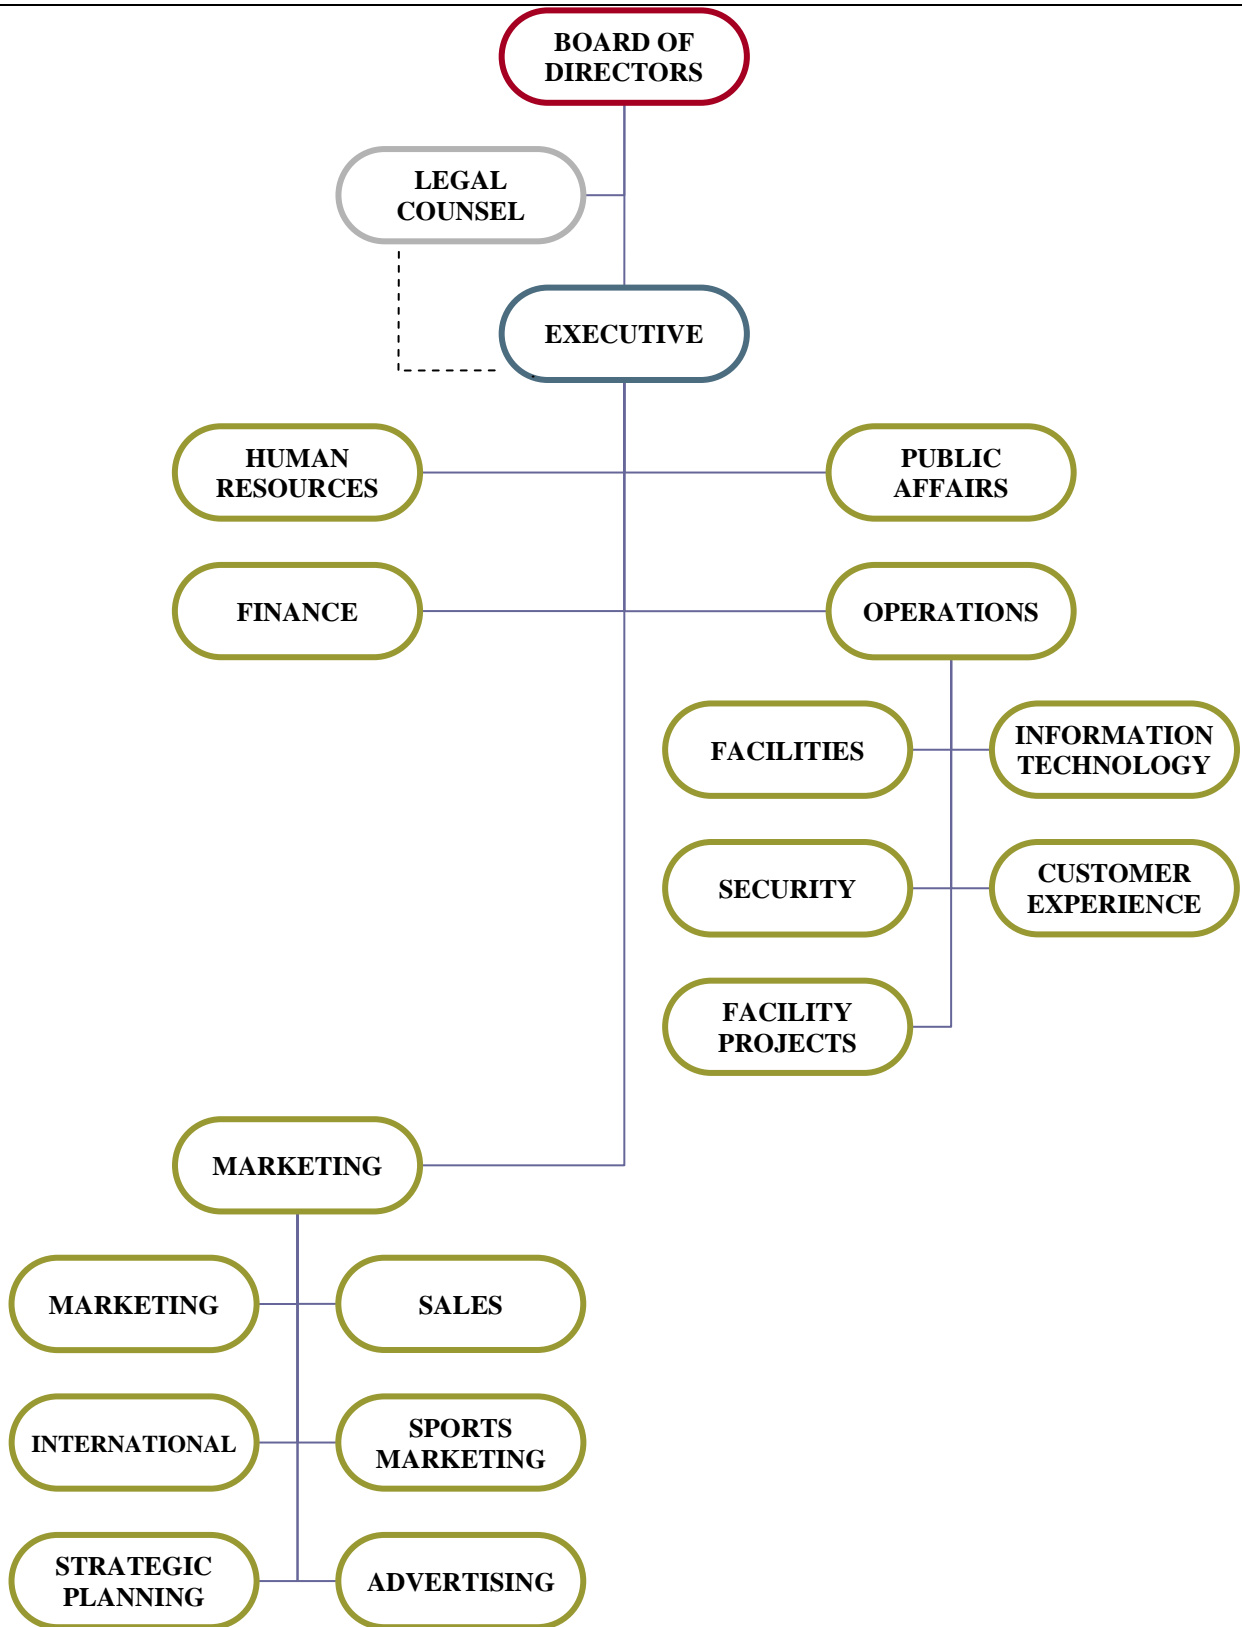 BOARD OF
DIRECTORS
LEGAL
COUNSEL
EXECUTIVE
HUMAN
RESOURCES
PUBLIC
AFFAIRS
FINANCE
OPERATIONS
FACILITIES
INFORMATION
TECHNOLOGY
SECURITY
CUSTOMER
EXPERIENCE
FACILITY
PROJECTS
MARKETING
MARKETING
SALES
INTERNATIONAL
SPORTS
MARKETING
STRATEGIC
PLANNING
ADVERTISING